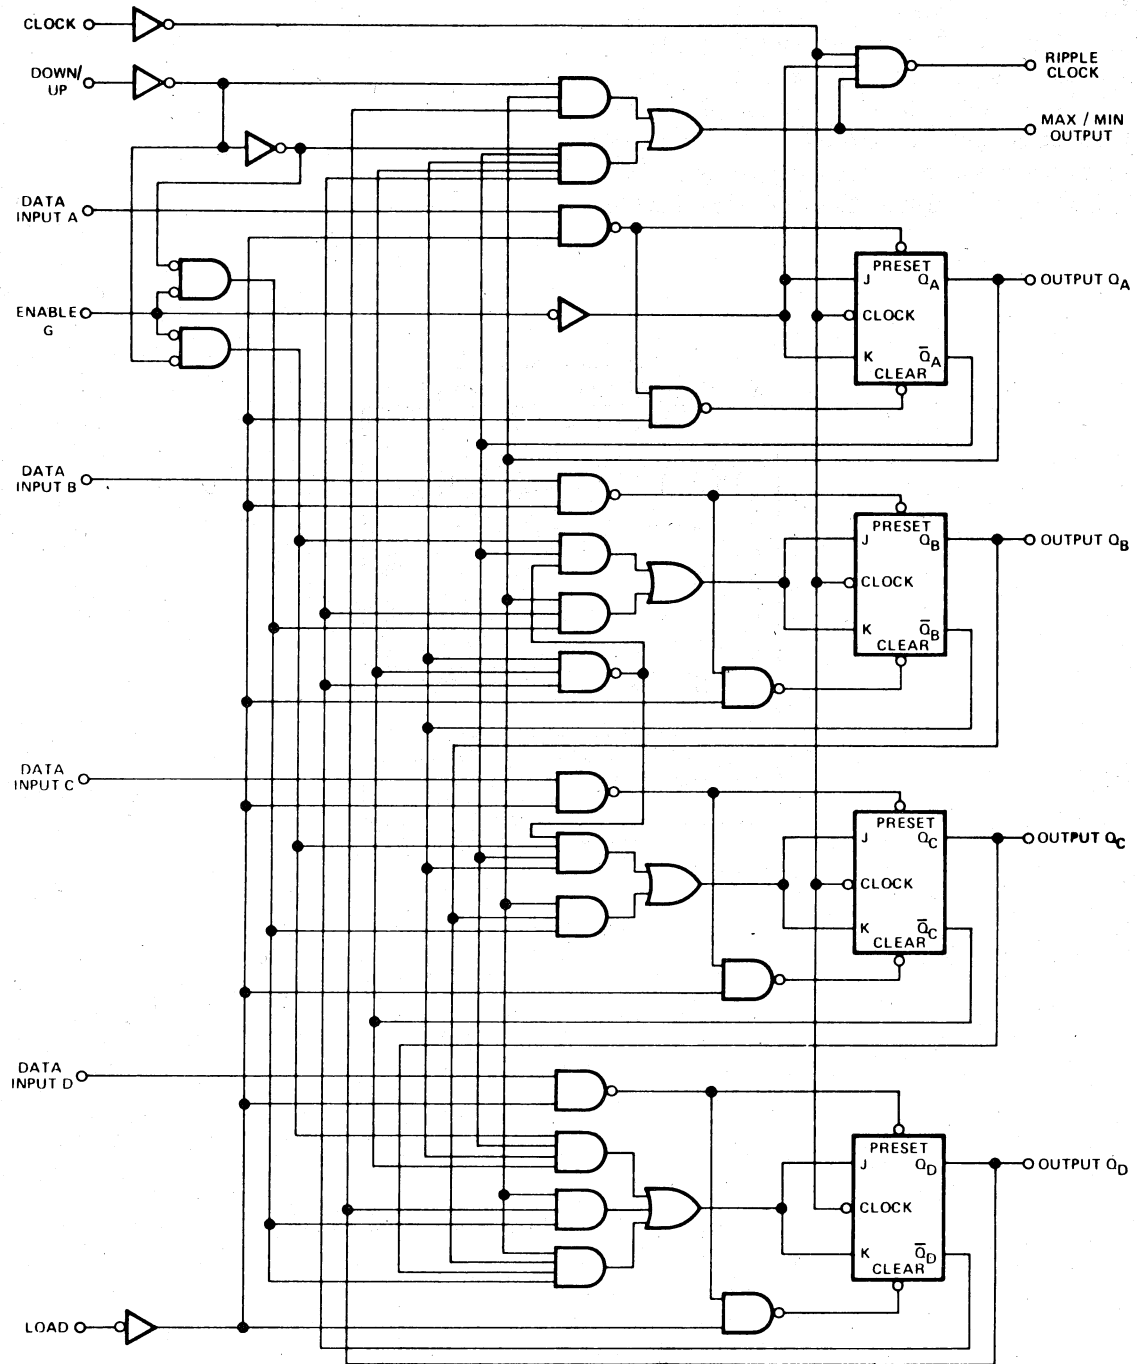 CLOCK
RIPPLE
CLOCK
DOWN/
UP
MAX / MIN
OUTPUT
DATA
INPUT A
PRESET
J
QA
OUTPUT QA
ENABLE
G
CLOCK
K
Q̅A
CLEAR
DATA
INPUT B
PRESET
J
QB
OUTPUT QB
CLOCK
K
Q̅B
CLEAR
DATA
INPUT C
PRESET
J
QC
OUTPUT QC
CLOCK
K
Q̅C
CLEAR
DATA
INPUT D
PRESET
J
QD
OUTPUT QD
CLOCK
K
Q̅D
CLEAR
LOAD